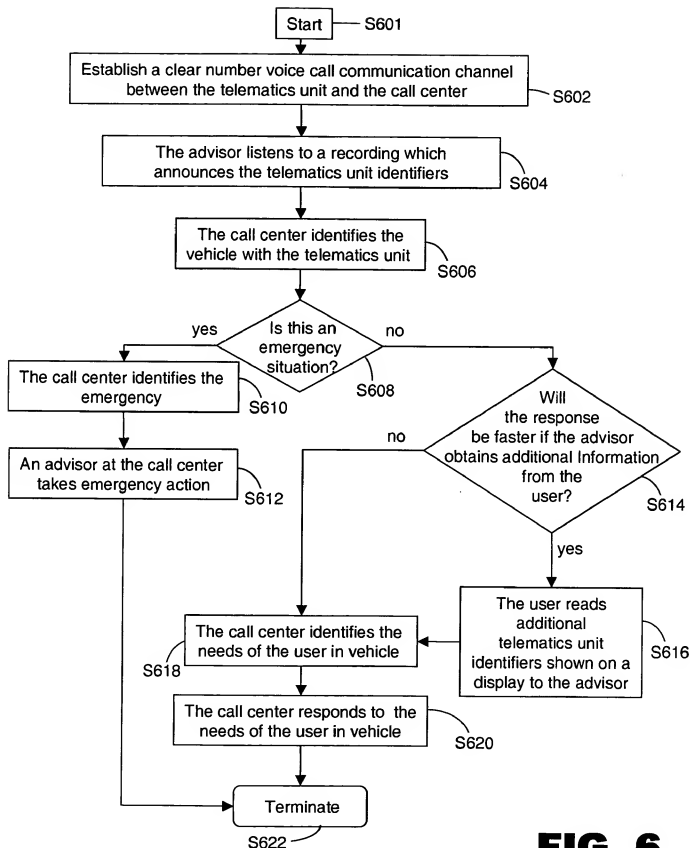 Start
S601
Establish a clear number voice call communication channel
between the telematics unit and the call center
S602
The advisor listens to a recording which
announces the telematics unit identifiers
S604
The call center identifies the
vehicle with the telematics unit
S606
Is this an
emergency
situation?
yes
no
S608
The call center identifies the
emergency
S610
An advisor at the call center
takes emergency action
S612
Will
the response
be faster if the advisor
obtains additional Information
from the
user?
no
S614
yes
The user reads
additional
telematics unit
identifiers shown on a
display to the advisor
S616
The call center identifies the
needs of the user in vehicle
S618
The call center responds to the
needs of the user in vehicle
S620
Terminate
S622
FIG. 6